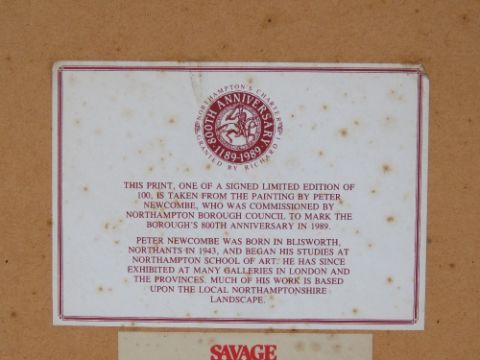 NORTHAMPTON'S CHARTER
800TH ANNIVERSARY
1189-1989
GRANTED BY RICHARD I
THIS PRINT, ONE OF A SIGNED LIMITED EDITION OF
100, IS TAKEN FROM THE PAINTING BY PETER
NEWCOMBE, WHO WAS COMMISSIONED BY
NORTHAMPTON BOROUGH COUNCIL TO MARK THE
BOROUGH'S 800TH ANNIVERSARY IN 1989.
PETER NEWCOMBE WAS BORN IN BLISWORTH,
NORTHANTS IN 1943, AND BEGAN HIS STUDIES AT
NORTHAMPTON SCHOOL OF ART. HE HAS SINCE
EXHIBITED AT MANY GALLERIES IN LONDON AND
THE PROVINCES. MUCH OF HIS WORK IS BASED
UPON THE LOCAL NORTHAMPTONSHIRE
LANDSCAPE.
SAVAGE